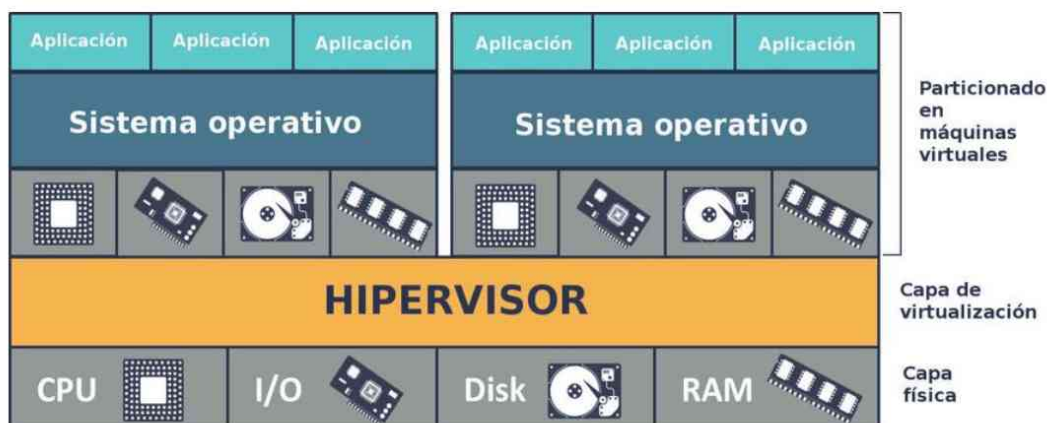 Aplicación Aplicación Aplicación Aplicación Aplicación Aplicación
Sistema operativo Sistema operativo
Particionado
en
máquinas
virtuales
HIPERVISOR
Capa de
virtualización
CPU I/O Disk RAM
Capa
física